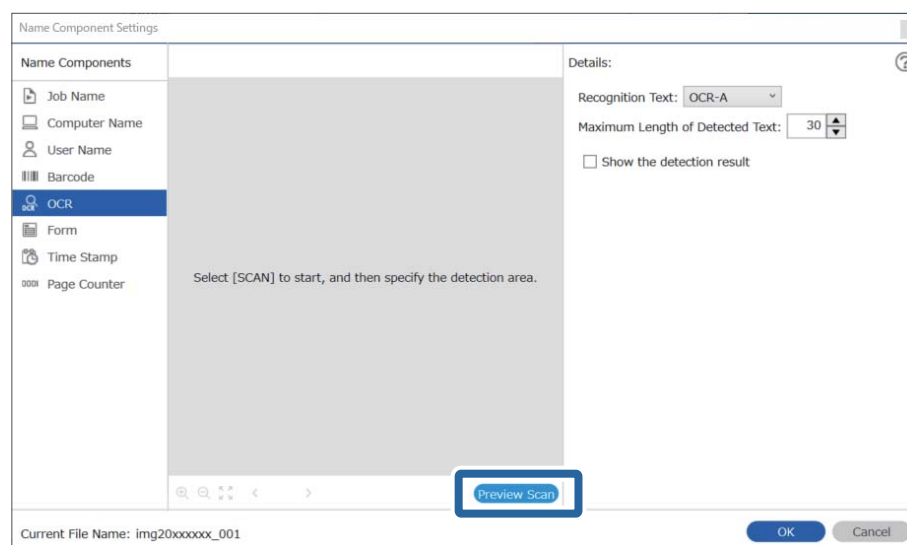 Name Component Settings
Name Components
Job Name
Computer Name
User Name
Barcode
OCR
Form
Time Stamp
Page Counter
Select [SCAN] to start, and then specify the detection area.
Preview Scan
Details:
Recognition Text: OCR-A
Maximum Length of Detected Text: 30
Show the detection result
Current File Name: img20xxxxxx_001
OK Cancel